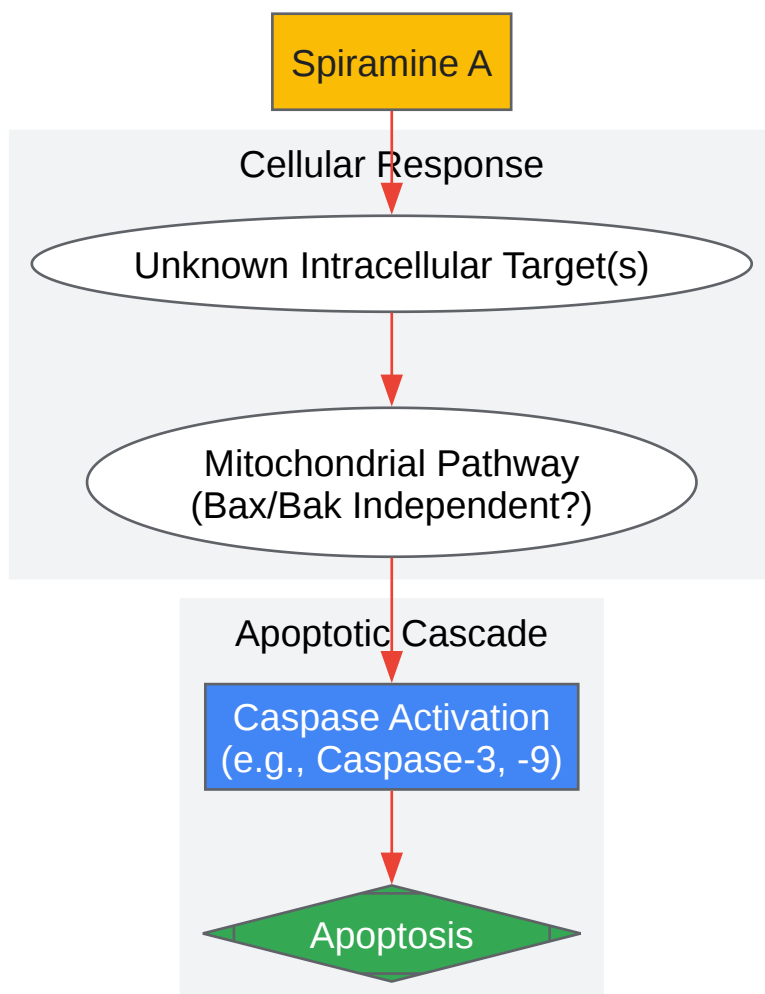 Spiramine A
Cellular Response
Unknown Intracellular Target(s)
Mitochondrial Pathway
(Bax/Bak Independent?)
Apoptotic Cascade
Caspase Activation
(e.g., Caspase-3, -9)
Apoptosis